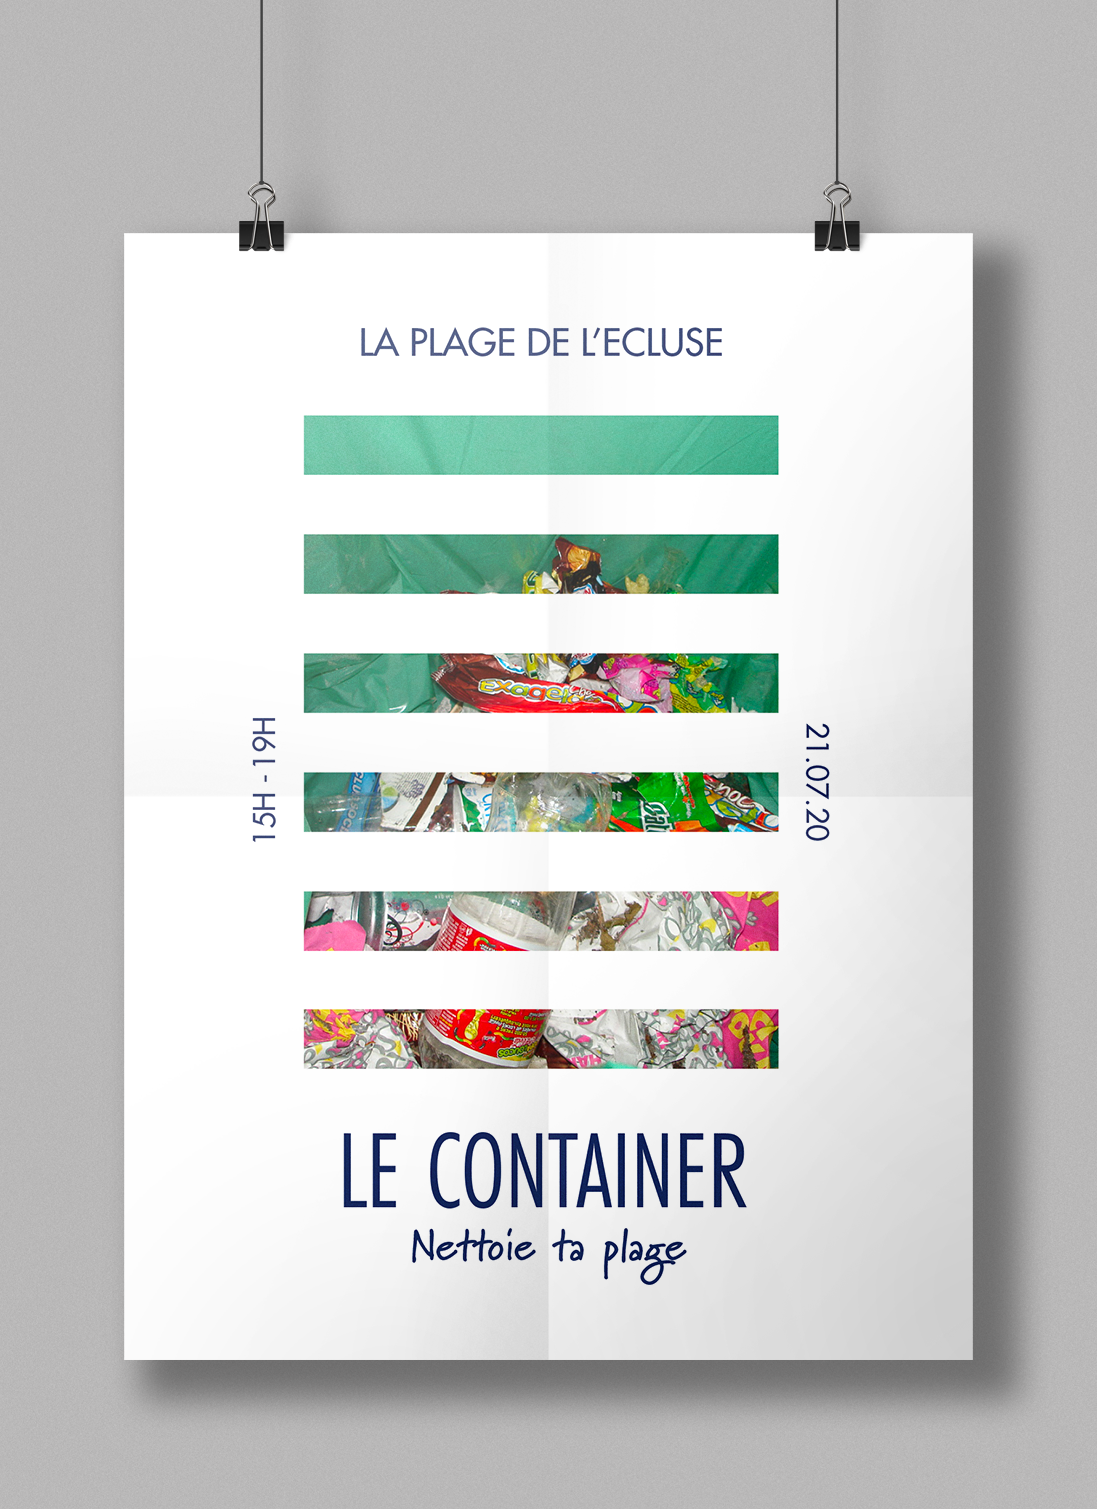 LA PLAGE DE L'ECLUSE
15H - 19H
21.07.20
LE CONTAINER
Nettoie ta plage